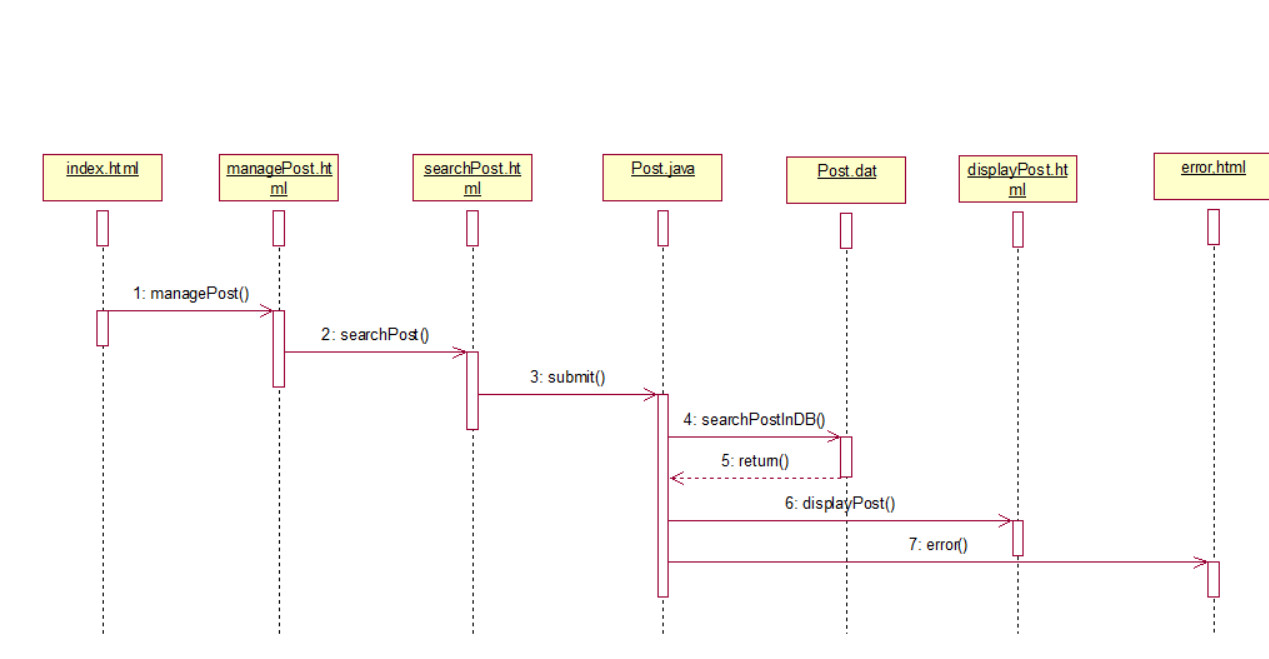 index.html
managePost.ht
ml
searchPost.ht
ml
Post.java
Post.dat
displayPost.ht
ml
error,html
1: managePost()
2: searchPost()
3: submit()
4: searchPostInDB()
5: return()
6: displayPost()
7: error()